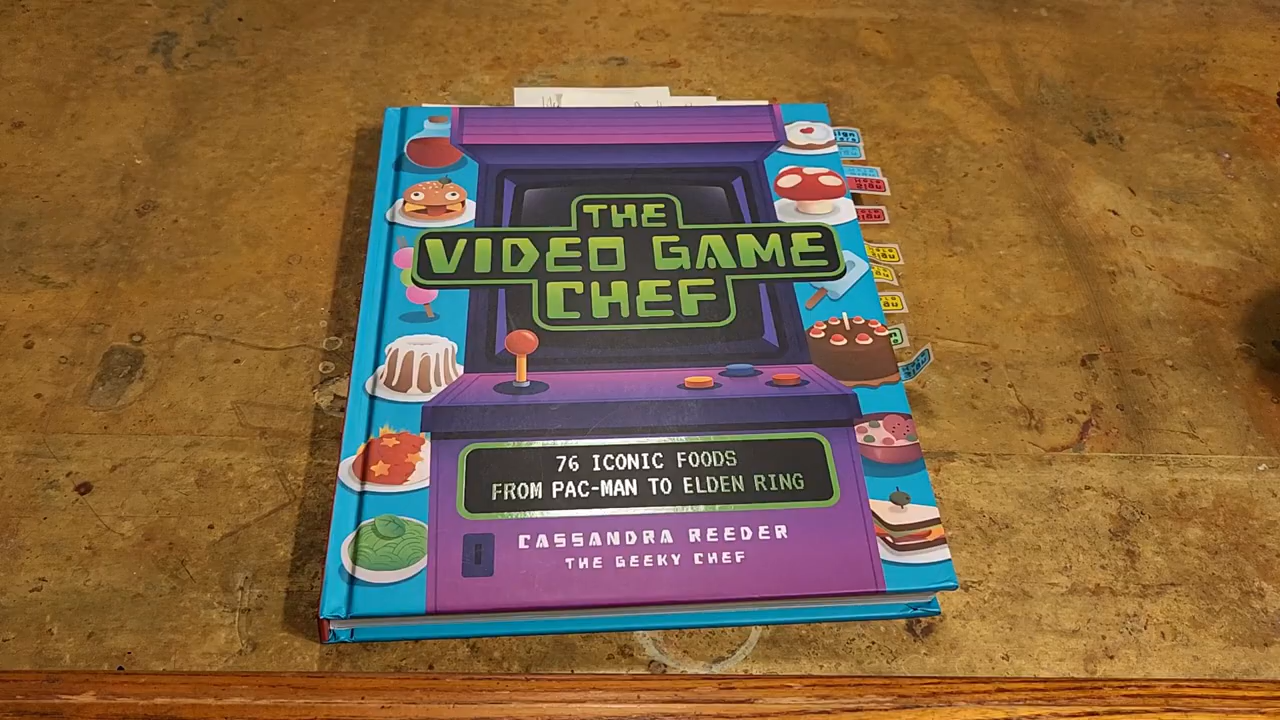 THE
VIDEO GAME
CHEF
76 ICONIC FOODS
FROM PAC-MAN TO ELDEN RING
CASSANDRA REEDER
THE GEEKY CHEF